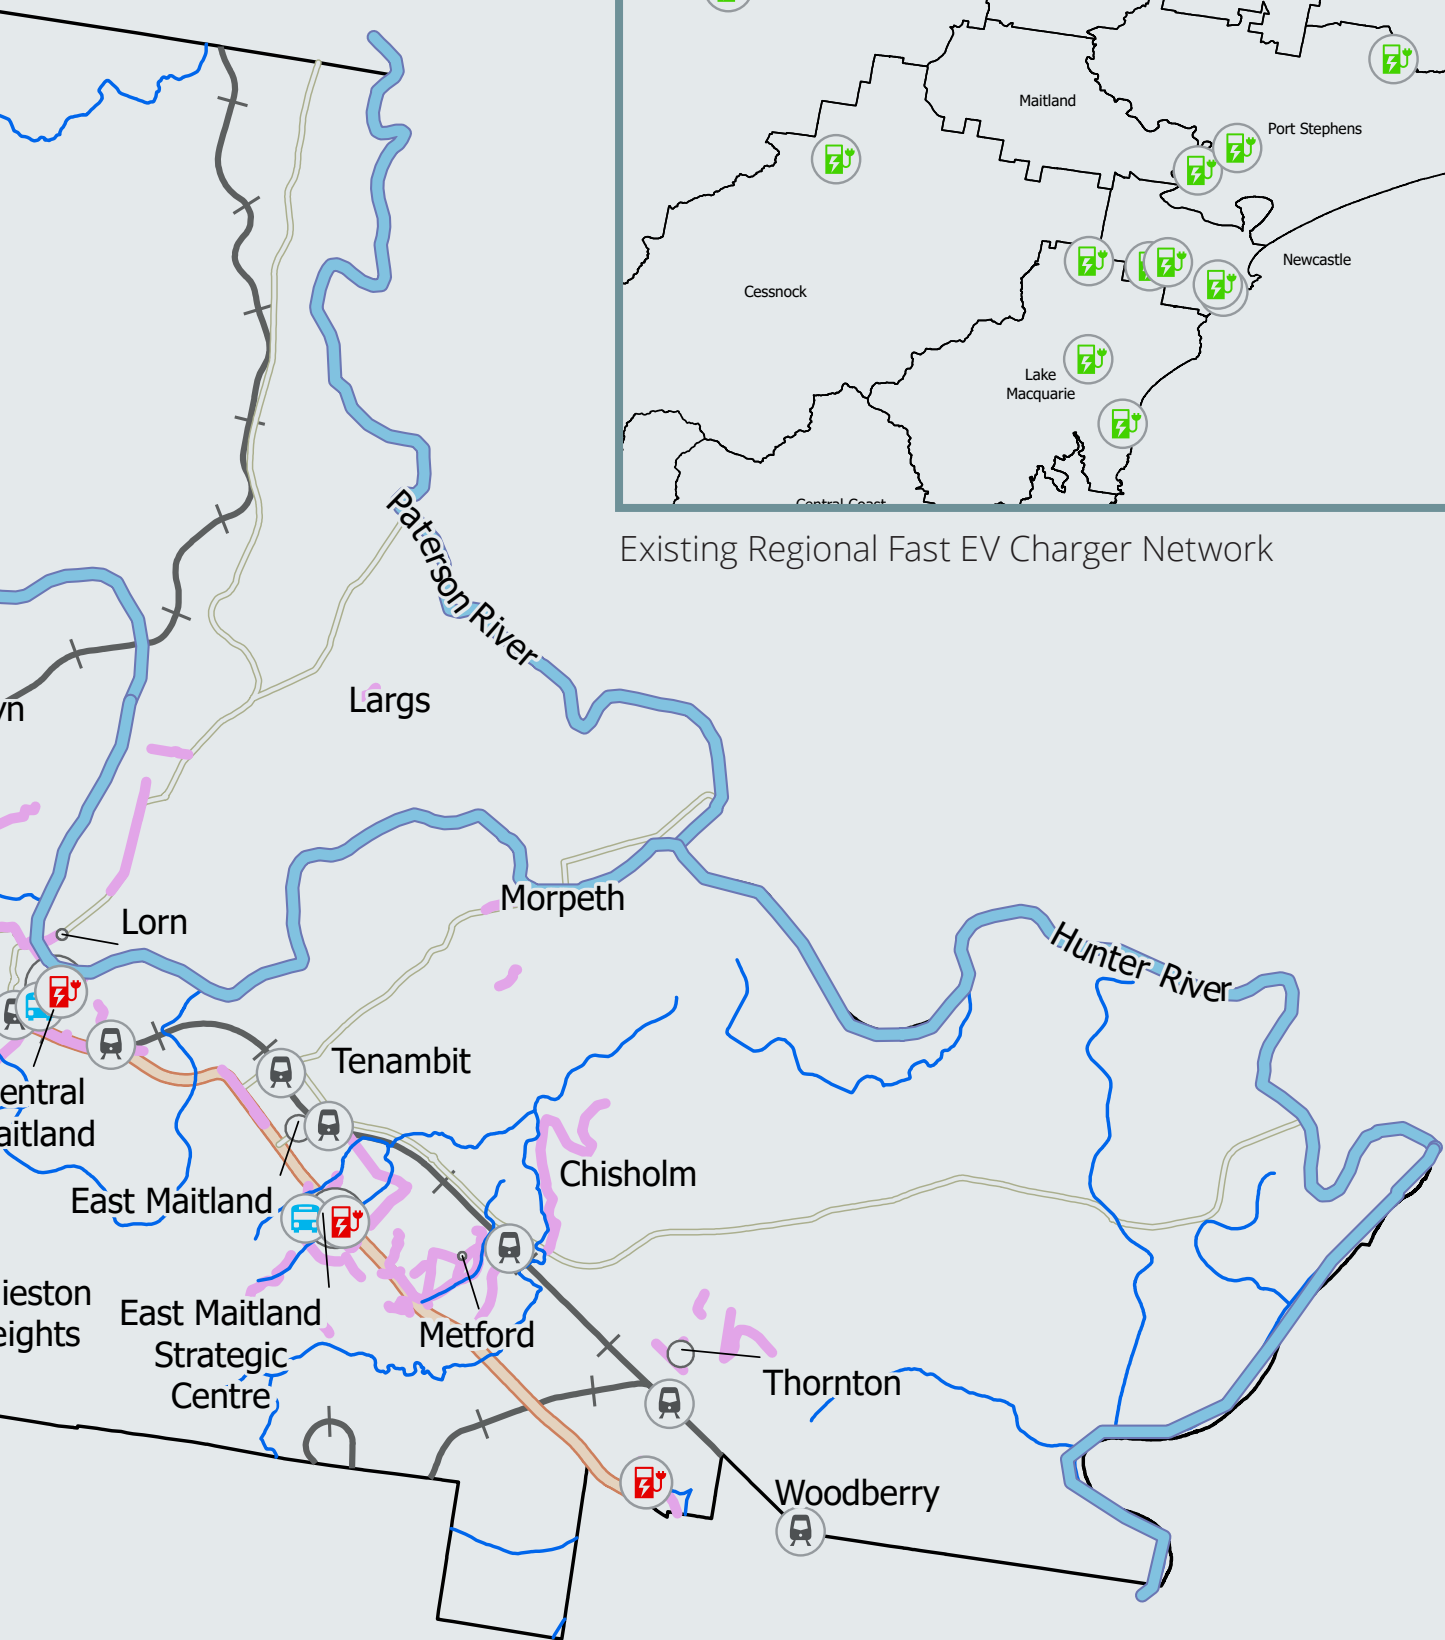 Maitland
Port Stephens
Newcastle
Cessnock
Lake
Macquarie
Existing Regional Fast EV Charger Network
Paterson River
Largs
Morpeth
Lorn
Hunter River
Tenambit
entral
aitland
Chisholm
East Maitland
ieston
eights
East Maitland
Strategic
Centre
Metford
Thornton
Woodberry